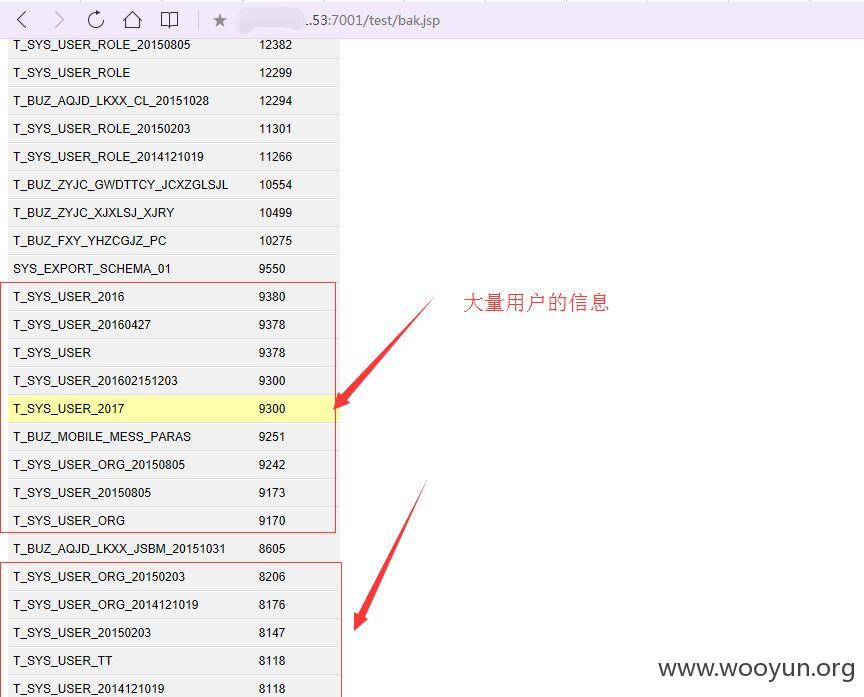 .53:7001/test/bak.jsp
T_SYS_USER_ROLE_20150805 12382
T_SYS_USER_ROLE 12299
T_BUZ_AQJD_LKXX_CL_20151028 12294
T_SYS_USER_ROLE_20150203 11301
T_SYS_USER_ROLE_2014121019 11266
T_BUZ_ZYJC_GWDTTCY_JCXZGLSJL 10554
T_BUZ_ZYJC_XJXLSJ_XJRY 10499
T_BUZ_FXY_YHZCGJZ_PC 10275
SYS_EXPORT_SCHEMA_01 9550
T_SYS_USER_2016 9380
大量用户的信息
T_SYS_USER_20160427 9378
T_SYS_USER 9378
T_SYS_USER_201602151203 9300
T_SYS_USER_2017 9300
T_BUZ_MOBILE_MESS_PARAS 9251
T_SYS_USER_ORG_20150805 9242
T_SYS_USER_20150805 9173
T_SYS_USER_ORG 9170
T_BUZ_AQJD_LKXX_JSBM_20151031 8605
T_SYS_USER_ORG_20150203 8206
T_SYS_USER_ORG_2014121019 8176
T_SYS_USER_20150203 8147
T_SYS_USER_TT 8118
T_SYS_USER_2014121019 8118
www.wooyun.org